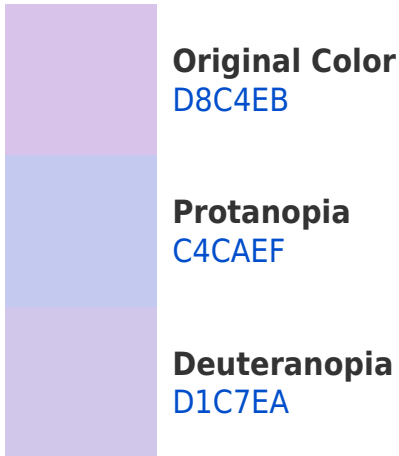 Original Color
D8C4EB
Protanopia
C4CAEF
Deuteranopia
D1C7EA